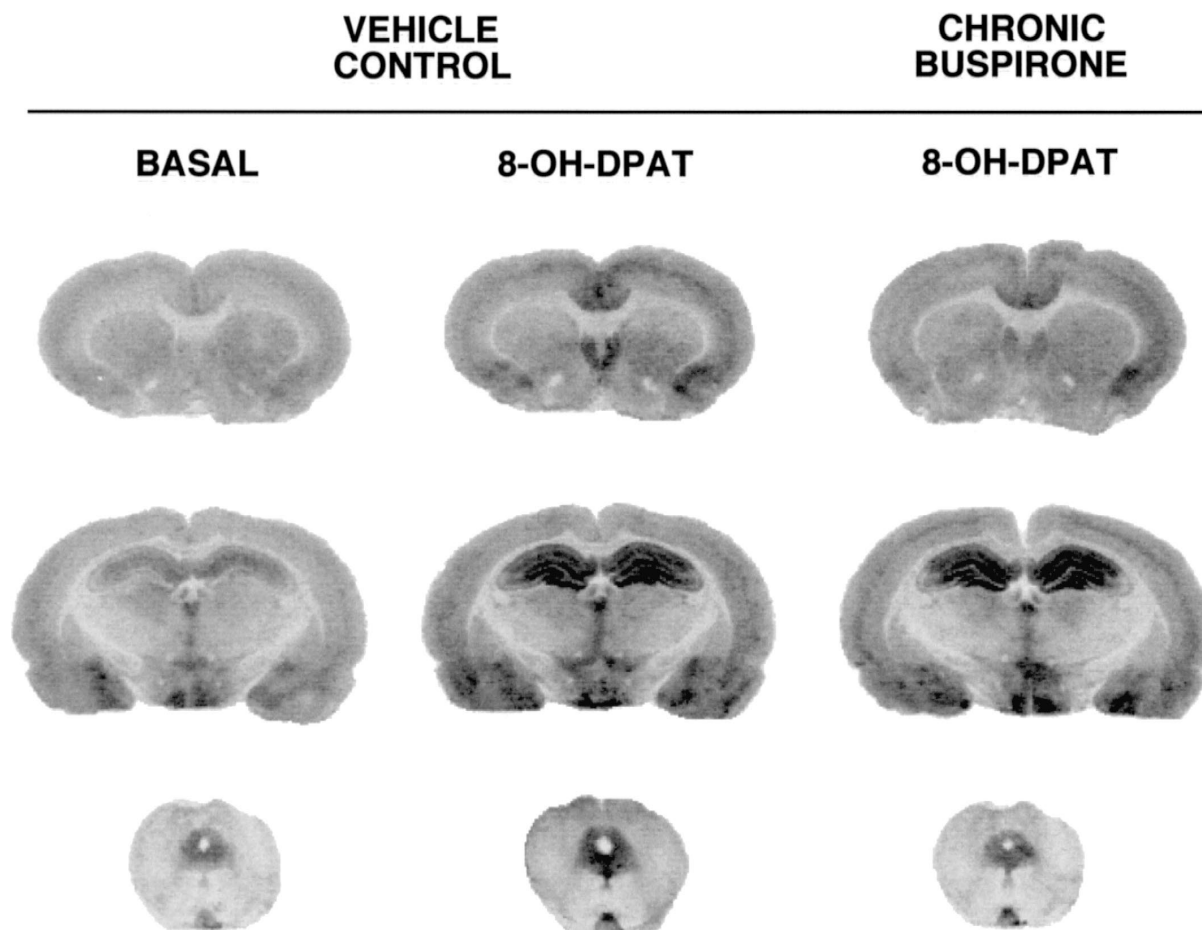 VEHICLE
CONTROL
CHRONIC
BUSPIRONE
BASAL
8-OH-DPAT
8-OH-DPAT